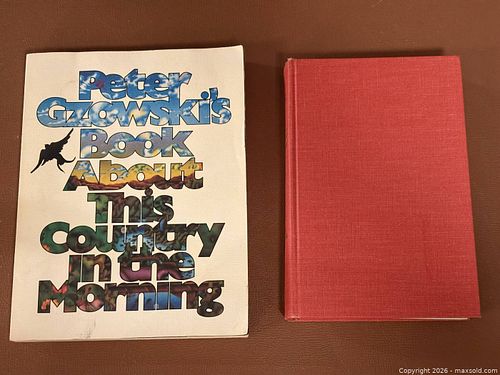 Peter
Gzowski's
Book
About
This
Country
in the
Morning
Copyright 2026 - maxsold.com